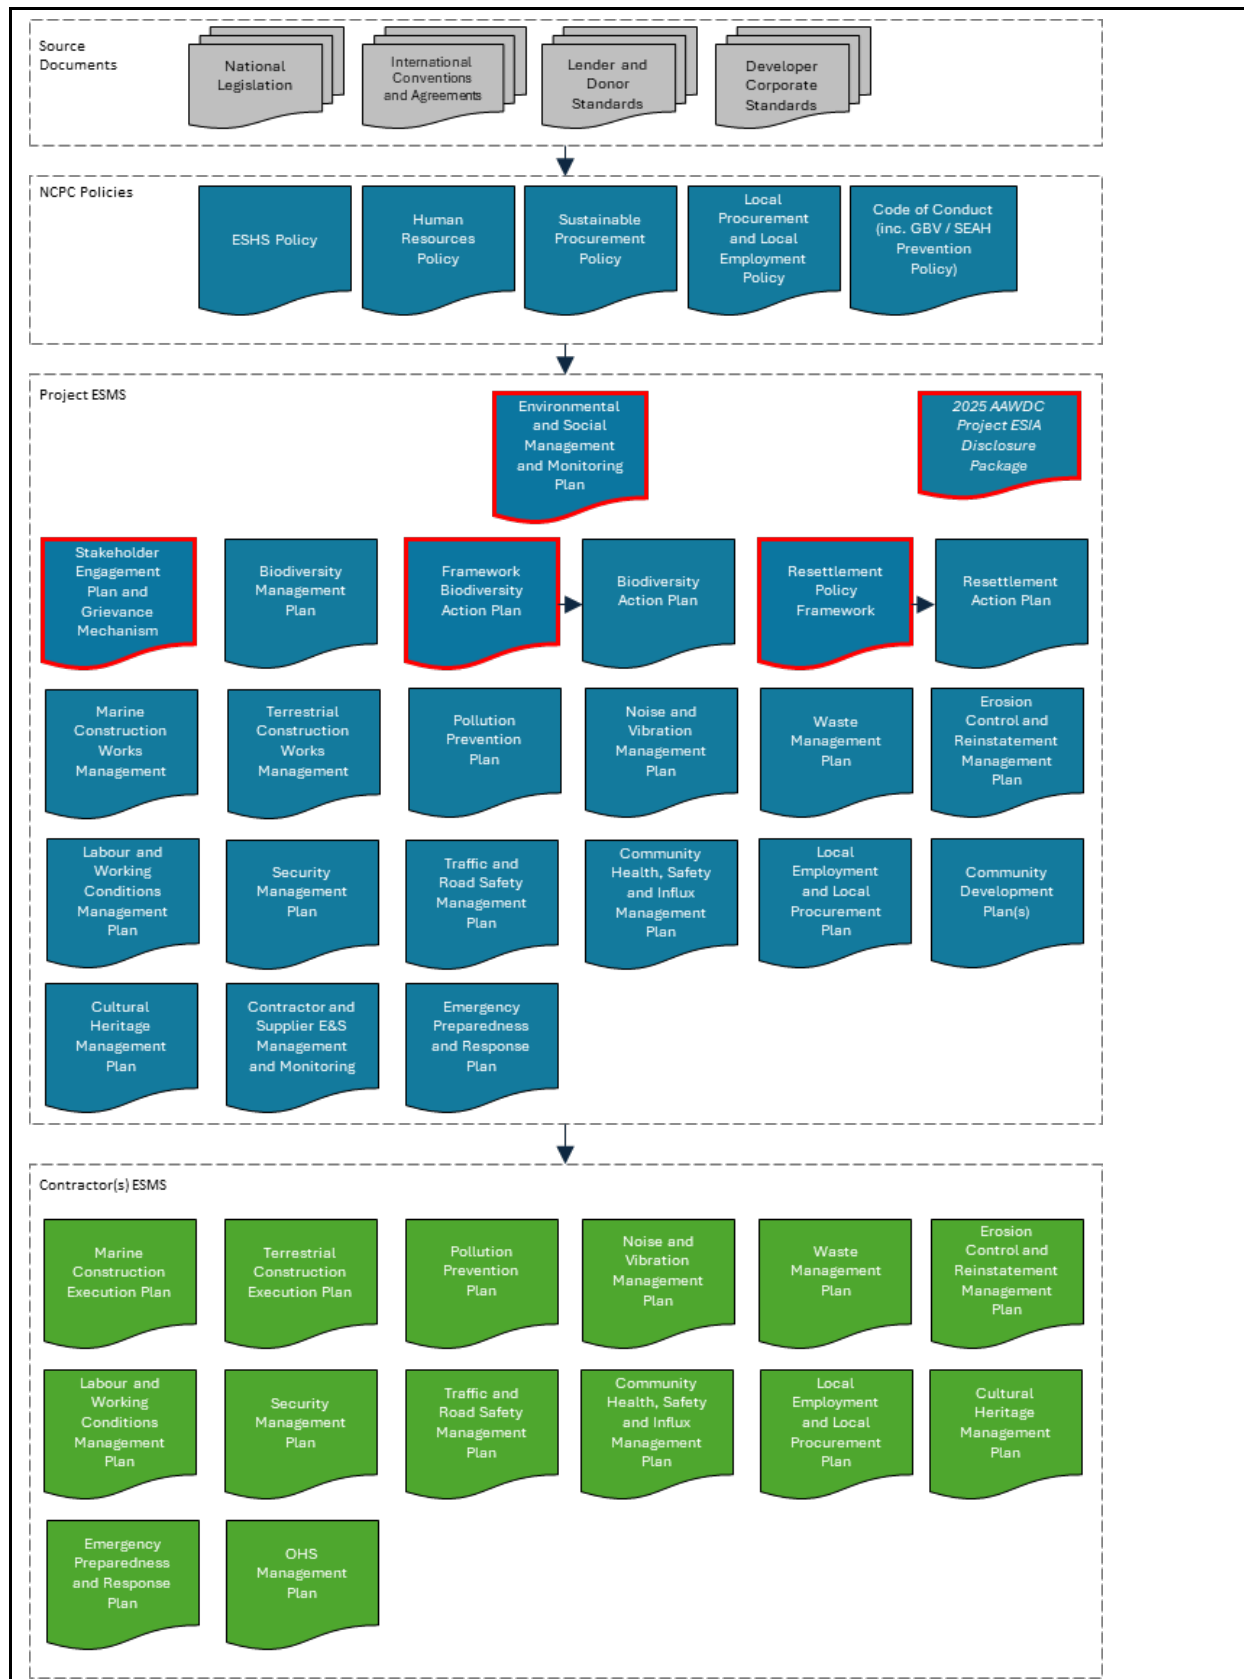 Source
Documents
National
Legislation
International
Conventions
and Agreements
Lender and
Donor
Standards
Developer
Corporate
Standards
NCPC Policies
ESHS Policy
Human
Resources
Policy
Sustainable
Procurement
Policy
Local
Procurement
and Local
Employment
Policy
Code of Conduct
(inc. GBV / SEAH
Prevention
Policy)
Project ESMS
Environmental
and Social
Management
and Monitoring
Plan
2025 AAWDC
Project ESIA
Disclosure
Package
Stakeholder
Engagement
Plan and
Grievance
Mechanism
Biodiversity
Management
Plan
Framework
Biodiversity
Action Plan
Biodiversity
Action Plan
Resettlement
Policy
Framework
Resettlement
Action Plan
Marine
Construction
Works
Management
Terrestrial
Construction
Works
Management
Pollution
Prevention
Plan
Noise and
Vibration
Management
Plan
Waste
Management
Plan
Erosion
Control and
Reinstatement
Management
Plan
Labour and
Working
Conditions
Management
Plan
Security
Management
Plan
Traffic and
Road Safety
Management
Plan
Community
Health, Safety
and Influx
Management
Plan
Local
Employment
and Local
Procurement
Plan
Community
Development
Plan(s)
Cultural
Heritage
Management
Plan
Contractor and
Supplier E&S
Management
and Monitoring
Emergency
Preparedness
and Response
Plan
Contractor(s) ESMS
Marine
Construction
Execution Plan
Terrestrial
Construction
Execution Plan
Pollution
Prevention
Plan
Noise and
Vibration
Management
Plan
Waste
Management
Plan
Erosion
Control and
Reinstatement
Management
Plan
Labour and
Working
Conditions
Management
Plan
Security
Management
Plan
Traffic and
Road Safety
Management
Plan
Community
Health, Safety
and Influx
Management
Plan
Local
Employment
and Local
Procurement
Plan
Cultural
Heritage
Management
Plan
Emergency
Preparedness
and Response
Plan
OHS
Management
Plan